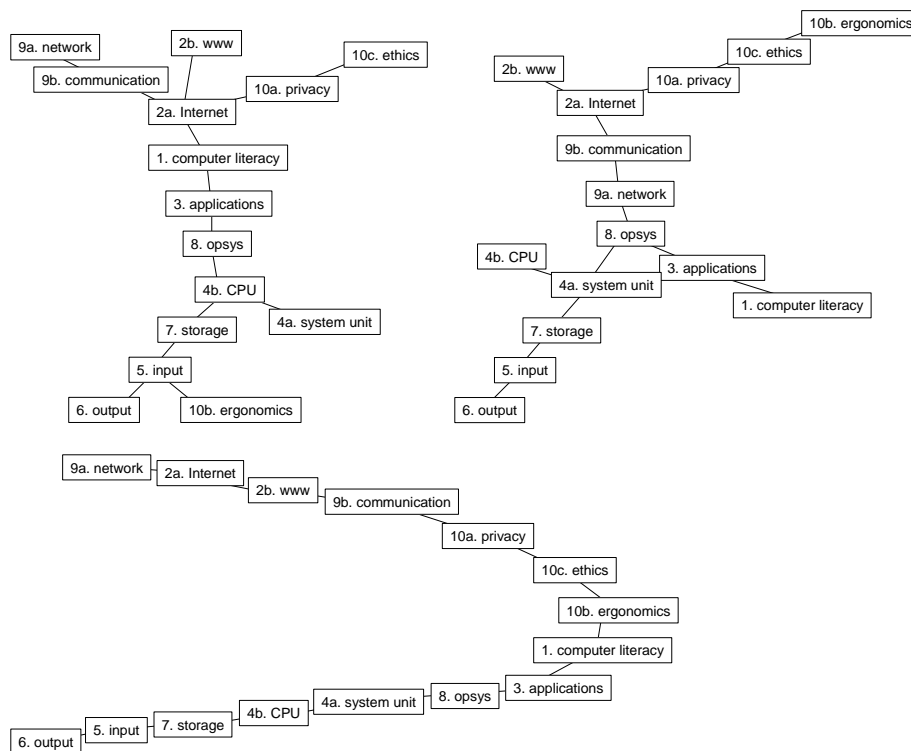 9a. network
2b. www
10c. ethics
9b. communication
10a. privacy
2a. Internet
1. computer literacy
3. applications
8. opsys
4b. CPU
4a. system unit
7. storage
5. input
6. output
10b. ergonomics
10b. ergonomics
10c. ethics
2b. www
10a. privacy
2a. Internet
9b. communication
9a. network
8. opsys
4b. CPU
3. applications
4a. system unit
1. computer literacy
7. storage
5. input
6. output
9a. network
2a. Internet
2b. www
9b. communication
10a. privacy
10c. ethics
10b. ergonomics
1. computer literacy
3. applications
8. opsys
4a. system unit
4b. CPU
7. storage
5. input
6. output